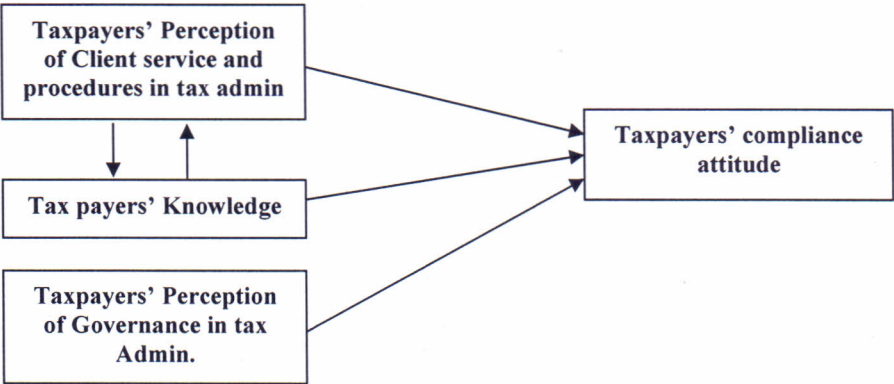 Taxpayers' Perception
of Client service and
procedures in tax admin
Taxpayers' compliance
attitude
Tax payers' Knowledge
Taxpayers' Perception
of Governance in tax
Admin.